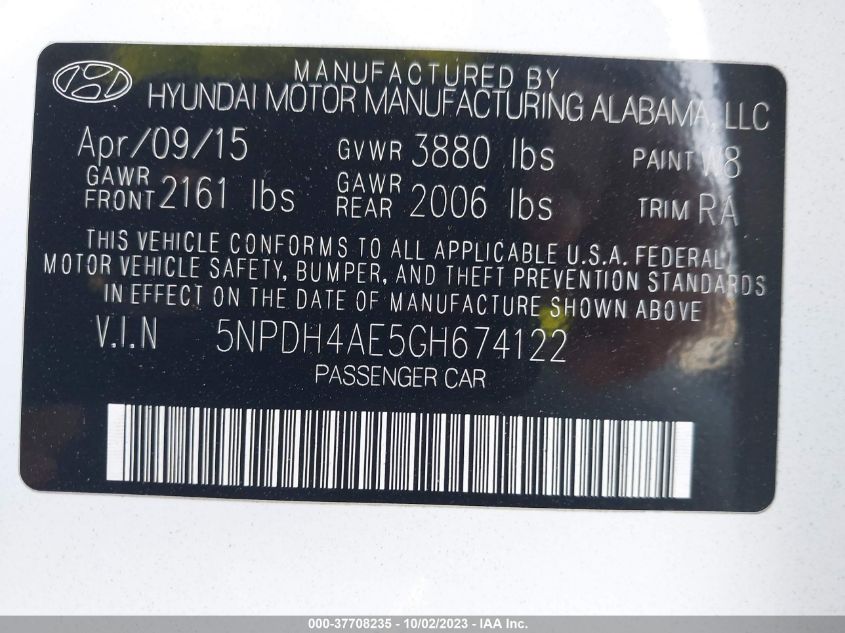 MANUFACTURED BY
HYUNDAI MOTOR MANUFACTURING ALABAMA, LLC
Apr/09/15 GVWR 3880 lbs PAINT W8
GAWR FRONT 2161 lbs GAWR REAR 2006 lbs TRIM RA
THIS VEHICLE CONFORMS TO ALL APPLICABLE U.S.A. FEDERAL
MOTOR VEHICLE SAFETY, BUMPER, AND THEFT PREVENTION STANDARDS
IN EFFECT ON THE DATE OF MANUFACTURE SHOWN ABOVE
V.I.N 5NPDH4AE5GH674122
PASSENGER CAR
000-37708235 - 10/02/2023 - IAA Inc.